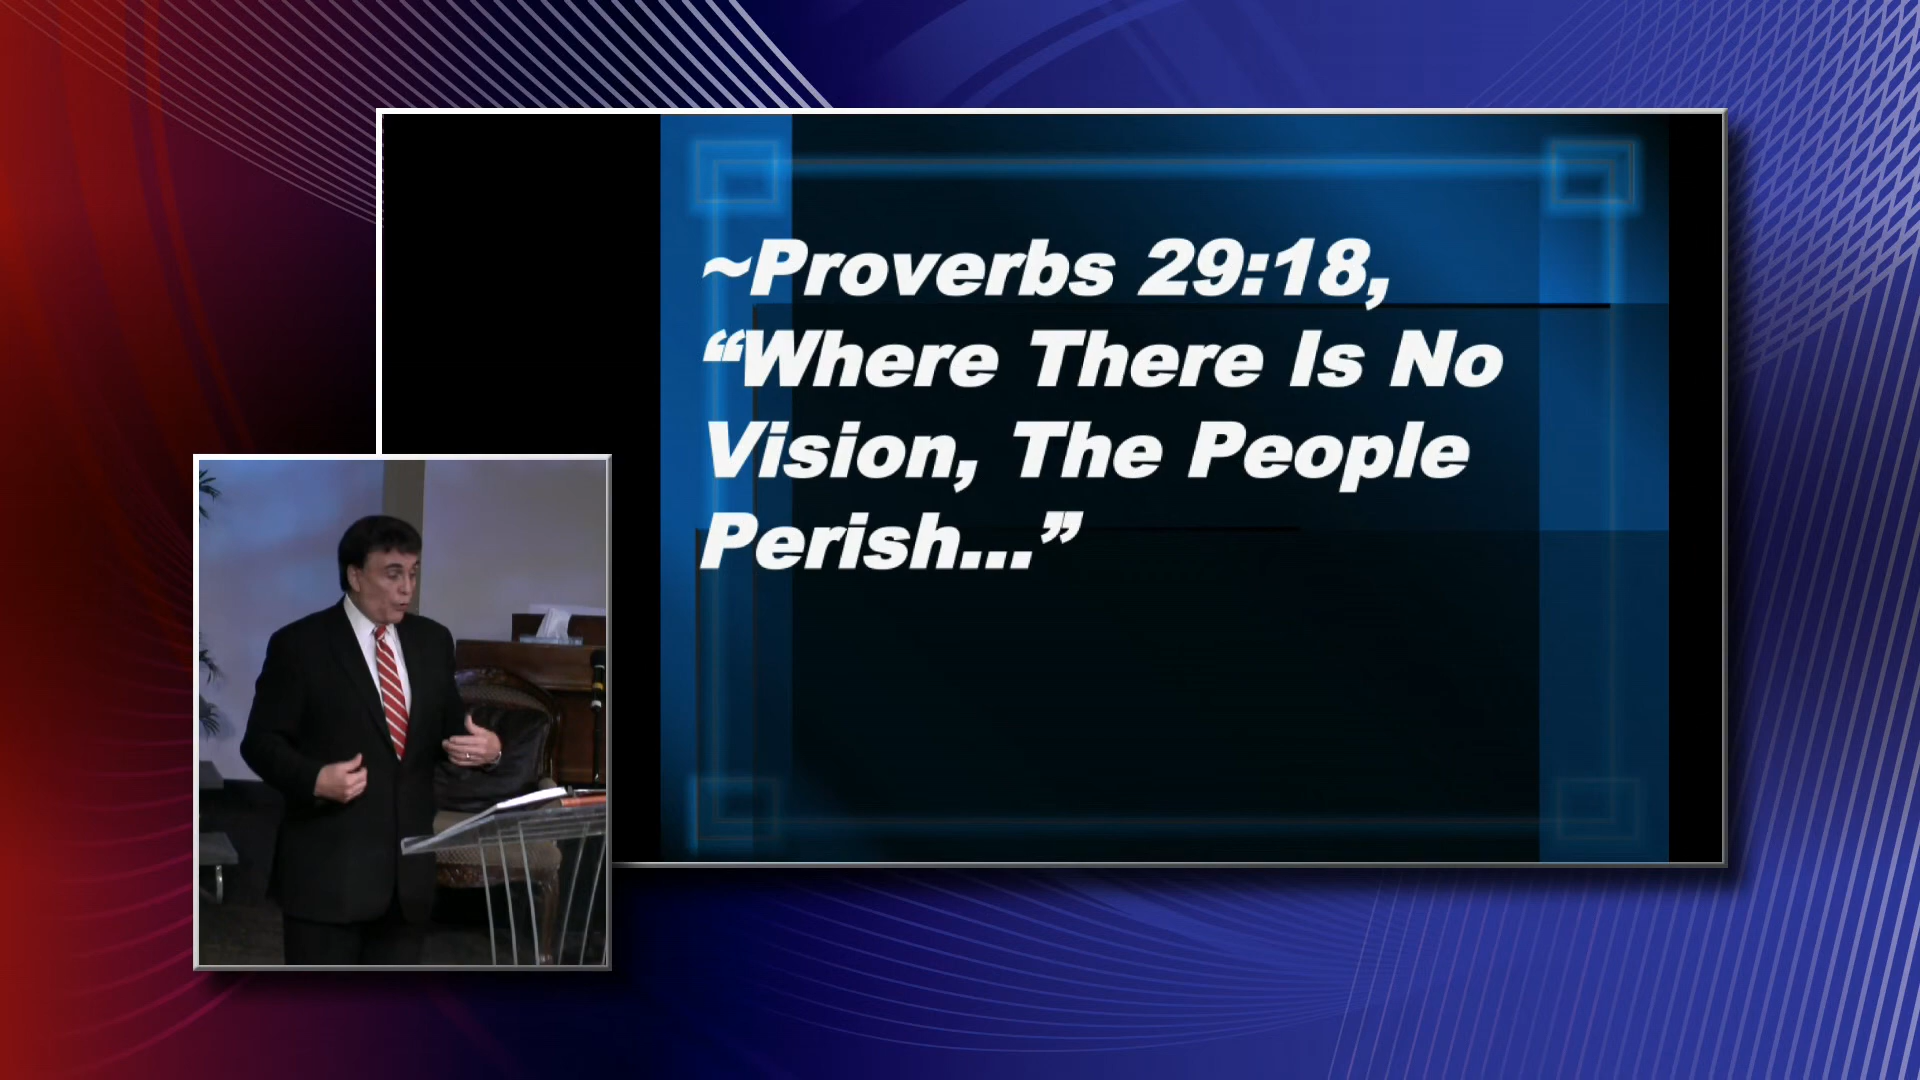 ~Proverbs 29:18,
“Where There Is No
Vision, The People
Perish...”